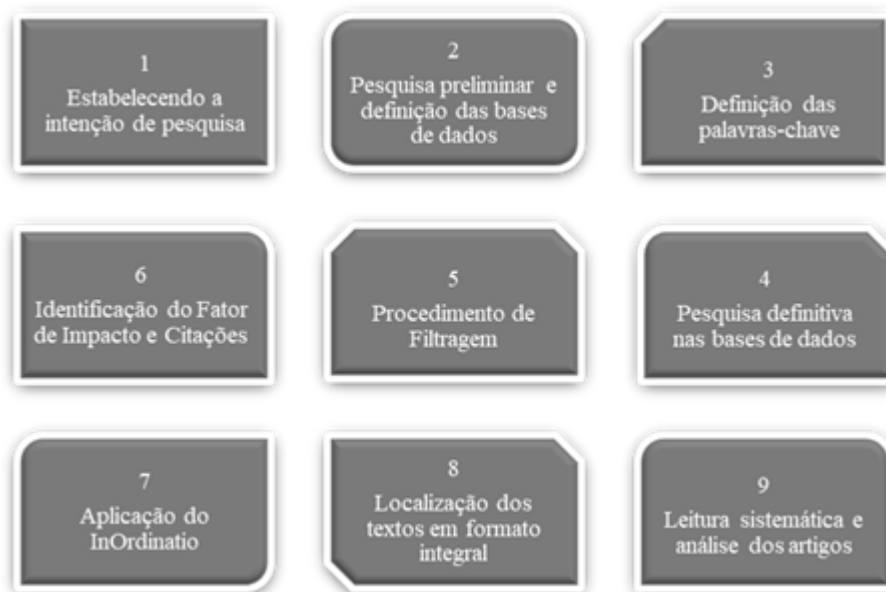 1
Estabelecendo a
intenção de pesquisa
2
Pesquisa preliminar e
definição das bases
de dados
3
Definição das
palavras-chave
6
Identificação do Fator
de Impacto e Citações
5
Procedimento de
Filtragem
4
Pesquisa definitiva
nas bases de dados
7
Aplicação do
InOrdinatio
8
Localização dos
textos em formato
integral
9
Leitura sistemática e
análise dos artigos